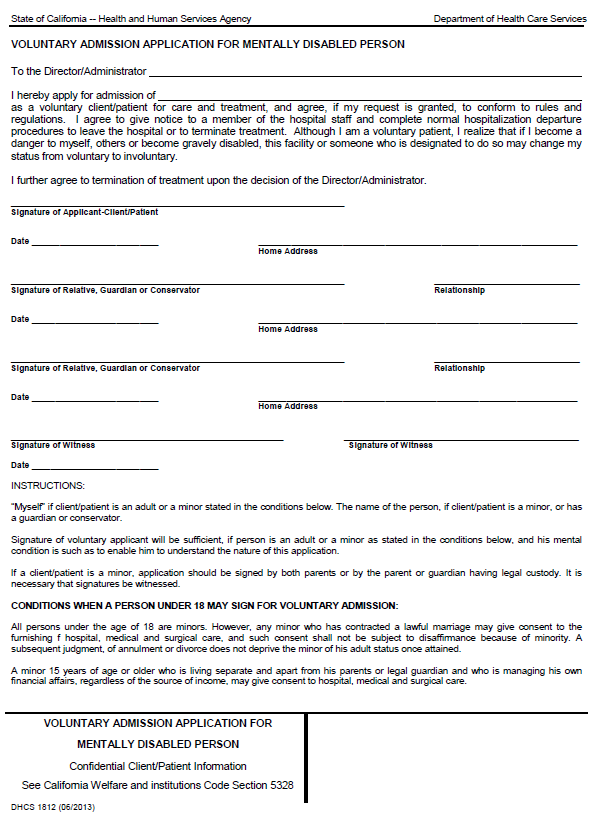 State of California -- Health and Human Services Agency Department of Health Care Services
VOLUNTARY ADMISSION APPLICATION FOR MENTALLY DISABLED PERSON
To the Director/Administrator
I hereby apply for admission of
as a voluntary client/patient for care and treatment, and agree, if my request is granted, to conform to rules and
regulations. I agree to give notice to a member of the hospital staff and complete normal hospitalization departure
procedures to leave the hospital or to terminate treatment. Although I am a voluntary patient, I realize that if I become a
danger to myself, others or become gravely disabled, this facility or someone who is designated to do so may change my
status from voluntary to involuntary.
I further agree to termination of treatment upon the decision of the Director/Administrator.
Signature of Applicant-Client/Patient
Date
Home Address
Signature of Relative, Guardian or Conservator Relationship
Date
Home Address
Signature of Relative, Guardian or Conservator Relationship
Date
Home Address
Signature of Witness Signature of Witness
Date
INSTRUCTIONS:
"Myself" if client/patient is an adult or a minor stated in the conditions below. The name of the person, if client/patient is a minor, or has
a guardian or conservator.
Signature of voluntary applicant will be sufficient, if person is an adult or a minor as stated in the conditions below, and his mental
condition is such as to enable him to understand the nature of this application.
If a client/patient is a minor, application should be signed by both parents or by the parent or guardian having legal custody. It is
necessary that signatures be witnessed.
CONDITIONS WHEN A PERSON UNDER 18 MAY SIGN FOR VOLUNTARY ADMISSION:
All persons under the age of 18 are minors. However, any minor who has contracted a lawful marriage may give consent to the
furnishing f hospital, medical and surgical care, and such consent shall not be subject to disaffirmance because of minority. A
subsequent judgment, of annulment or divorce does not deprive the minor of his adult status once attained.
A minor 15 years of age or older who is living separate and apart from his parents or legal guardian and who is managing his own
financial affairs, regardless of the source of income, may give consent to hospital, medical and surgical care.
VOLUNTARY ADMISSION APPLICATION FOR
MENTALLY DISABLED PERSON
Confidential Client/Patient Information
See California Welfare and institutions Code Section 5328
DHCS 1812 (06/2013)